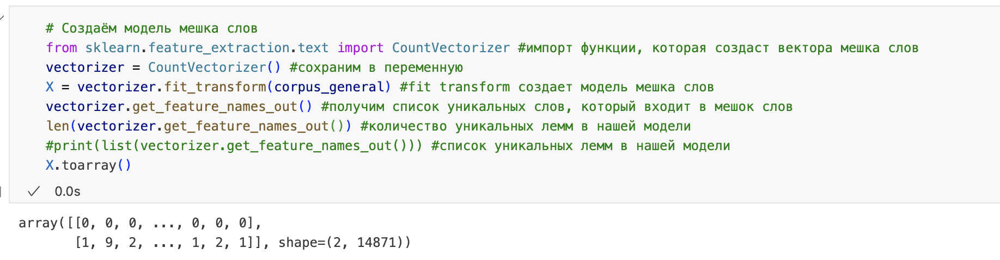 # Создаём модель мешка слов
from sklearn.feature_extraction.text import CountVectorizer #импорт функции, которая создаст вектора мешка слов
vectorizer = CountVectorizer() #сохраним в переменную
X = vectorizer.fit_transform(corpus_general) #fit transform создает модель мешка слов
vectorizer.get_feature_names_out() #получим список уникальных слов, который входит в мешок слов
len(vectorizer.get_feature_names_out()) #количество уникальных лемм в нашей модели
#print(list(vectorizer.get_feature_names_out())) #список уникальных лемм в нашей модели
X.toarray()
0.0s
array([[0, 0, 0, ..., 0, 0, 0],
[1, 9, 2, ..., 1, 2, 1]], shape=(2, 14871))